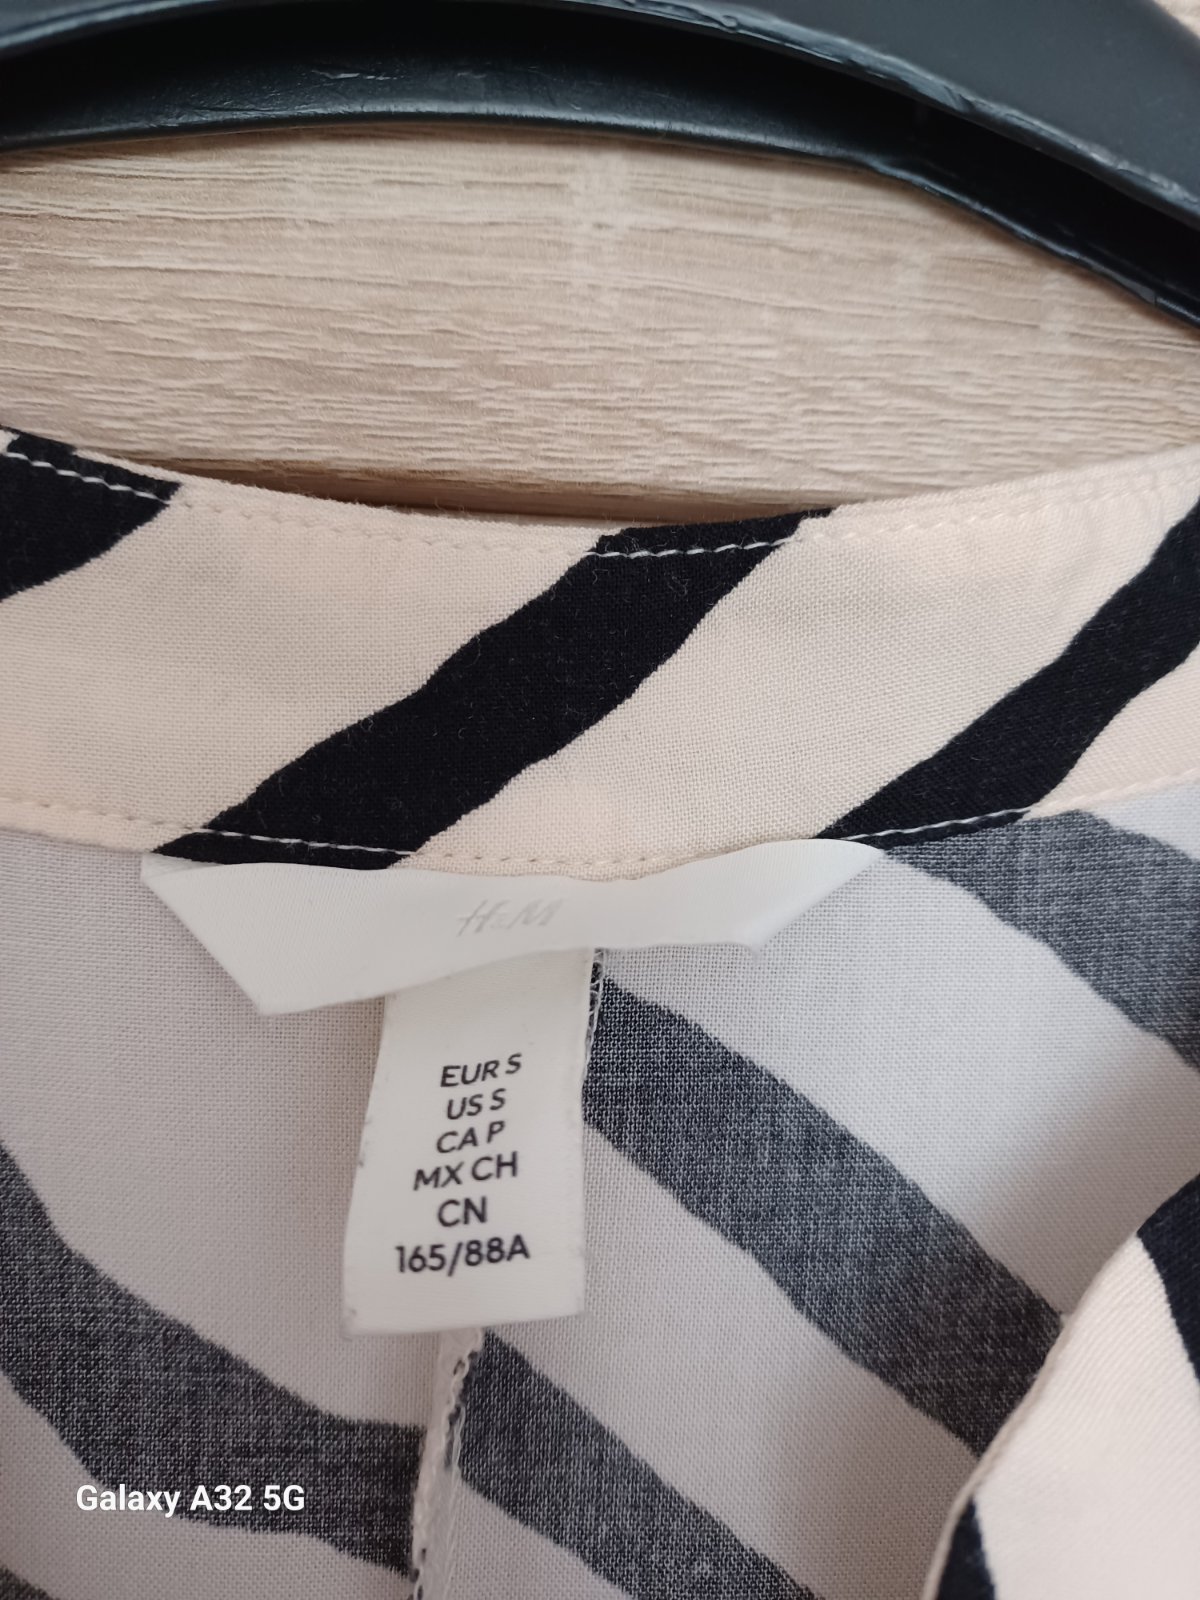 H&M
EUR S
US S
CA P
MX CH
CN
165/88A
Galaxy A32 5G